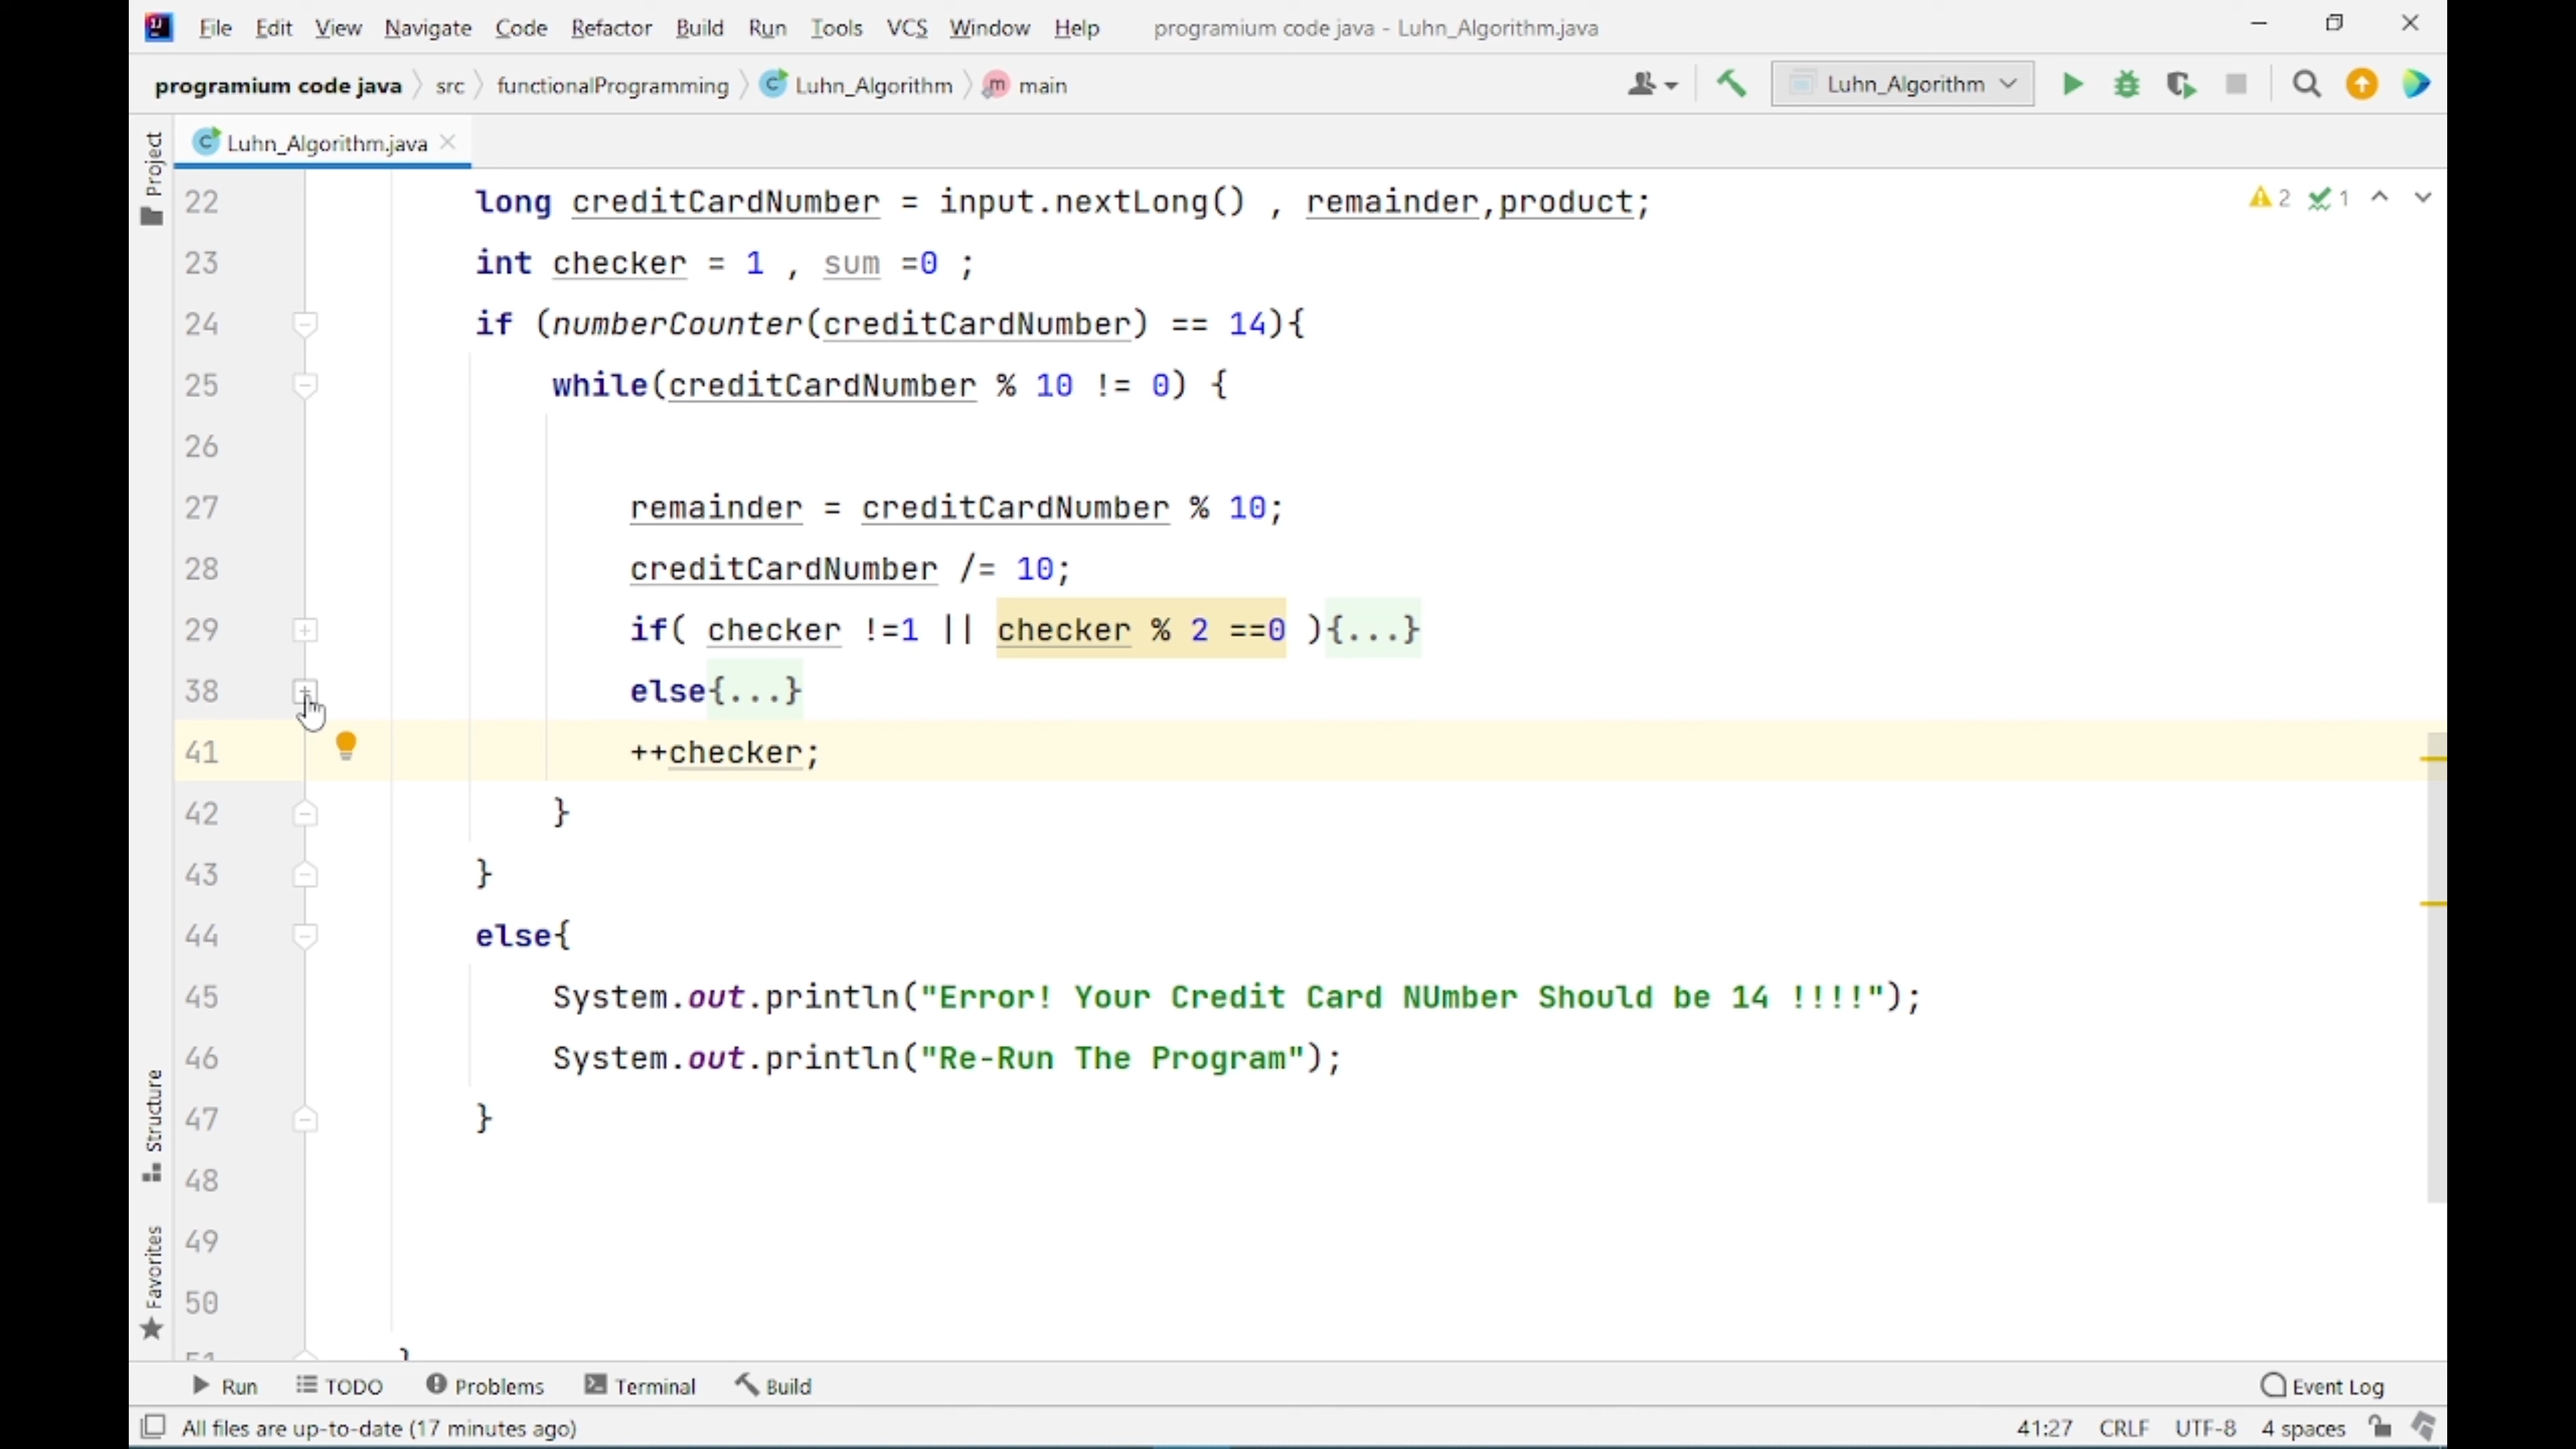 File Edit View Navigate Code Refactor Build Run Tools VCS Window Help programium code java - Luhn_Algorithm.java
programium code java src functionalProgramming Luhn_Algorithm main Luhn_Algorithm
Luhn_Algorithm.java
Project
22 long creditCardNumber = input.nextLong() , remainder,product; 2 1
23 int checker = 1 , sum =0 ;
24 if (numberCounter(creditCardNumber) == 14){
25 while(creditCardNumber % 10 != 0) {
26
27 remainder = creditCardNumber % 10;
28 creditCardNumber /= 10;
29 if( checker !=1 || checker % 2 ==0 ){...}
38 else{...}
41 ++checker;
42 }
43 }
44 else{
45 System.out.println("Error! Your Credit Card NUmber Should be 14 !!!!");
46 System.out.println("Re-Run The Program");
47 }
48
49
50
Structure
Favorites
Run TODO Problems Terminal Build Event Log
All files are up-to-date (17 minutes ago) 41:27 CRLF UTF-8 4 spaces